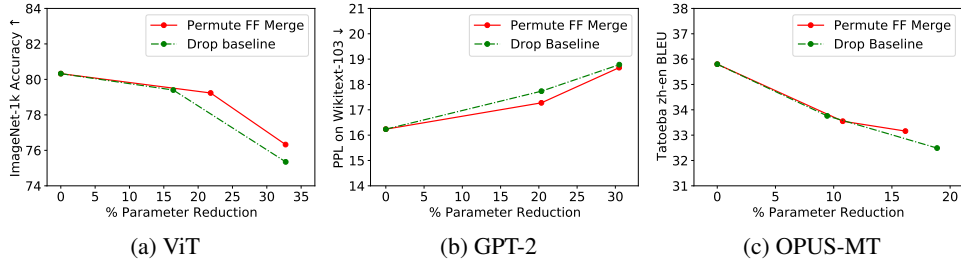 84
82
80
78
76
74
ImageNet-1k Accuracy ↑
0 5 10 15 20 25 30 35
% Parameter Reduction
Permute FF Merge
Drop baseline
(a) ViT
21
20
19
18
17
16
15
14
PPL on Wikitext-103 ↓
0 10 20 30
% Parameter Reduction
Permute FF Merge
Drop Baseline
(b) GPT-2
38
37
36
35
34
33
32
31
Tatoeba zh-en BLEU
0 5 10 15 20
% Parameter Reduction
Permute FF Merge
Drop Baseline
(c) OPUS-MT